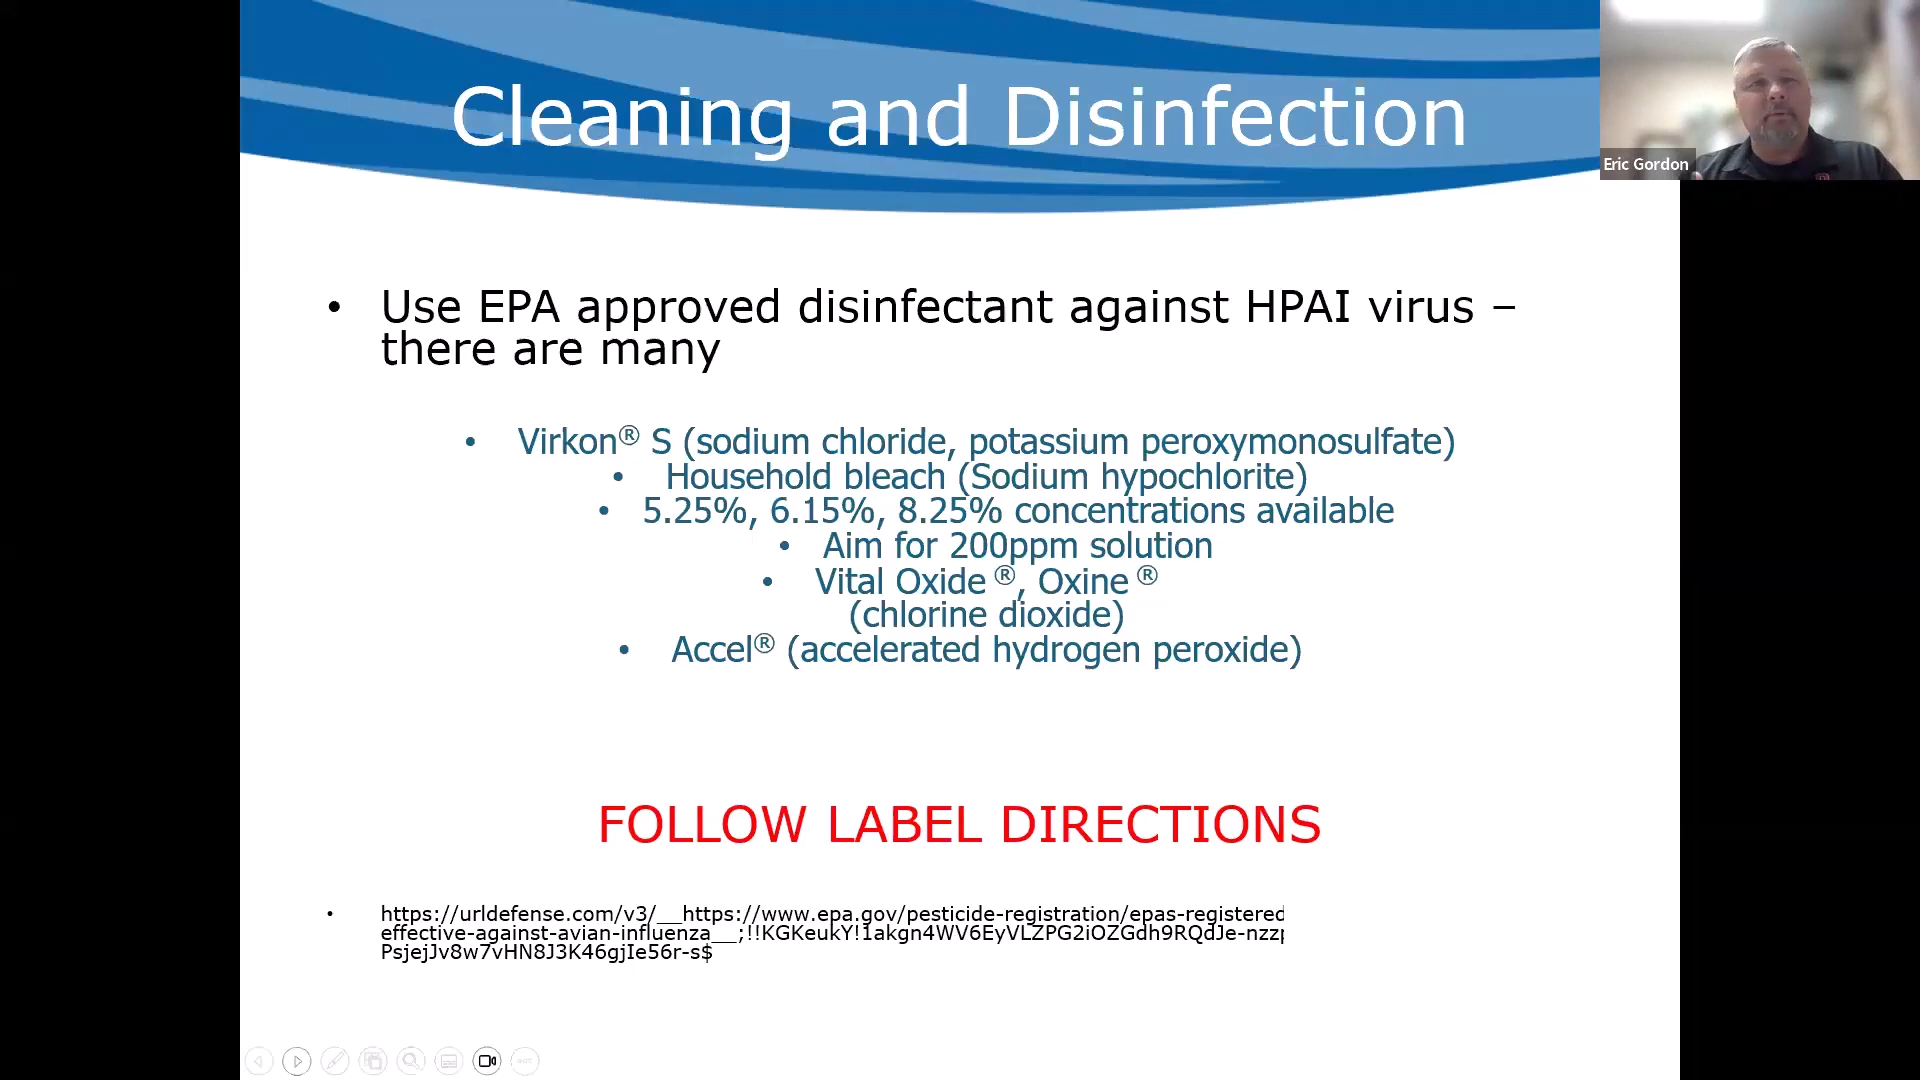 Cleaning and Disinfection
Eric Gordon
• Use EPA approved disinfectant against HPAI virus –
there are many
• Virkon® S (sodium chloride, potassium peroxymonosulfate)
• Household bleach (Sodium hypochlorite)
• 5.25%, 6.15%, 8.25% concentrations available
• Aim for 200ppm solution
• Vital Oxide ®, Oxine ®
(chlorine dioxide)
• Accel® (accelerated hydrogen peroxide)
FOLLOW LABEL DIRECTIONS
• https://urldefense.com/v3/__https://www.epa.gov/pesticide-registration/epas-registered
effective-against-avian-influenza__;!!KGKeukY!1akgn4WV6EyVLZPG2iOZGdh9RQdJe-nzzp
PsjejJv8w7vHN8J3K46gjIe56r-s$